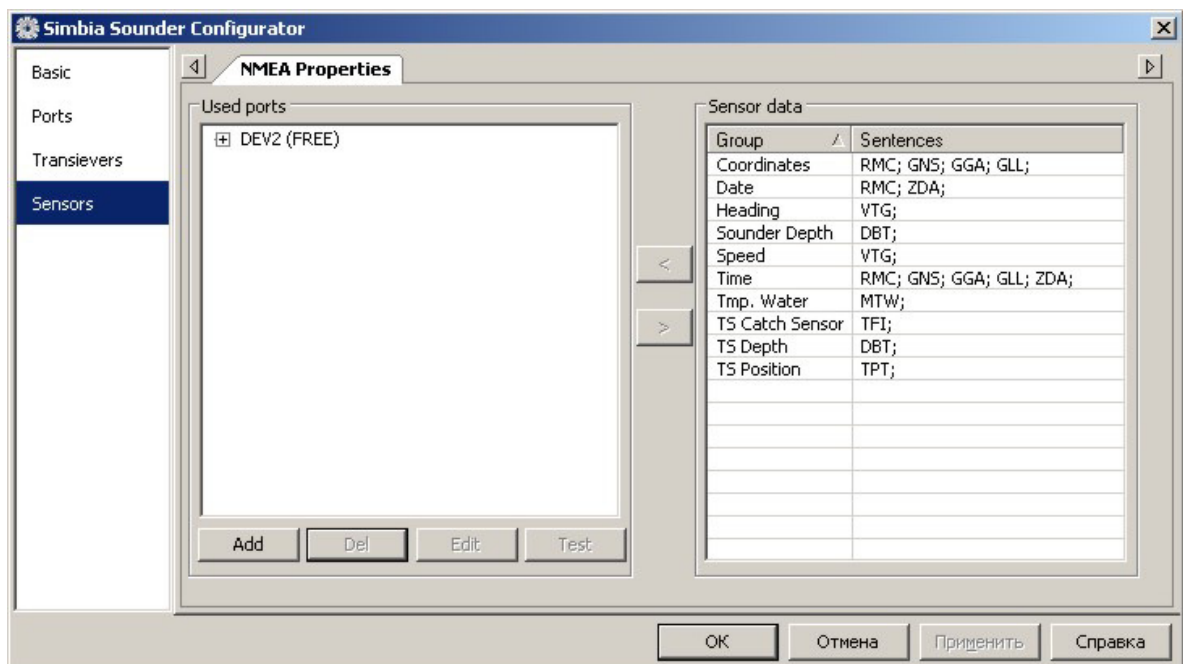 Simbia Sounder Configurator
Basic
Ports
Transievers
Sensors
NMEA Properties
Used ports
DEV2 (FREE)
Add Del Edit Test
<
>
Sensor data
Group Sentences
Coordinates RMC; GNS; GGA; GLL;
Date RMC; ZDA;
Heading VTG;
Sounder Depth DBT;
Speed VTG;
Time RMC; GNS; GGA; GLL; ZDA;
Tmp. Water MTW;
TS Catch Sensor TFI;
TS Depth DBT;
TS Position TPT;
OK Отмена Применить Справка